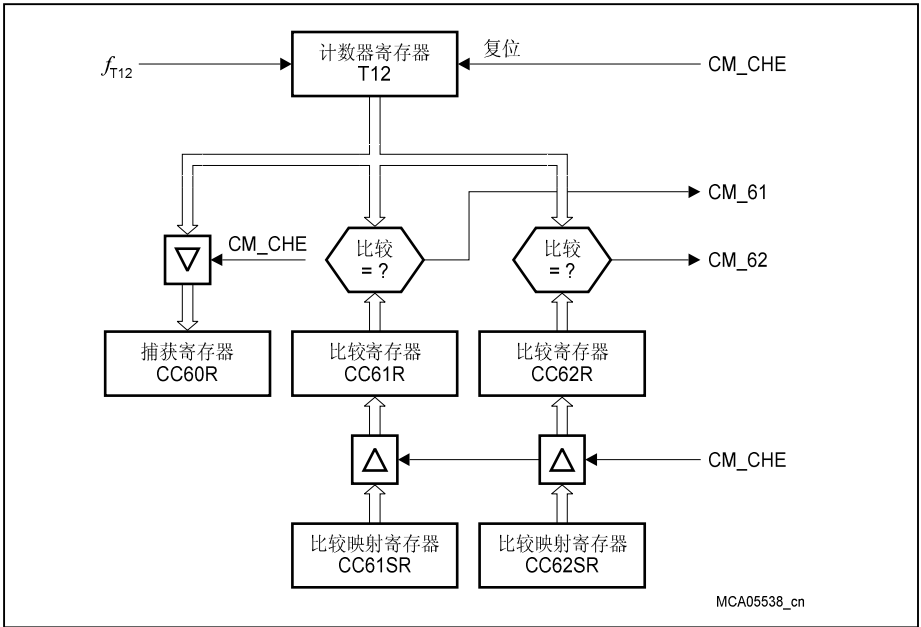 计数器寄存器
T12
fT12
复位
CM_CHE
CM_61
CM_CHE
比较
= ?
比较
= ?
CM_62
捕获寄存器
CC60R
比较寄存器
CC61R
比较寄存器
CC62R
CM_CHE
比较映射寄存器
CC61SR
比较映射寄存器
CC62SR
MCA05538_cn